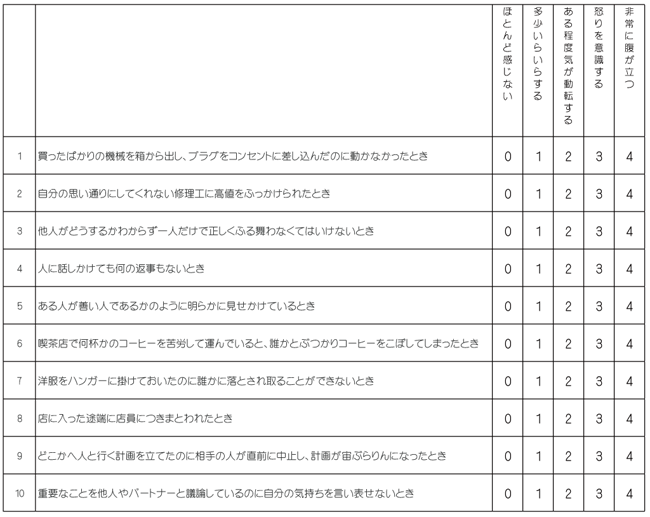 ほとんど感じない
多少いらいらする
ある程度気が動転する
怒りを意識する
非常に腹が立つ
1 買ったばかりの機械を箱から出し、プラグをコンセントに差し込んだのに動かなかったとき 0 1 2 3 4
2 自分の思い通りにしてくれない修理工に高値をふっかけられたとき 0 1 2 3 4
3 他人がどうするかわからず一人だけで正しくふる舞わなくてはいけないとき 0 1 2 3 4
4 人に話しかけても何の返事もないとき 0 1 2 3 4
5 ある人が善い人であるかのように明らかに見せかけているとき 0 1 2 3 4
6 喫茶店で何杯かのコーヒーを苦労して運んでいると、誰かとぶつかりコーヒーをこぼしてしまったとき 0 1 2 3 4
7 洋服をハンガーに掛けておいたのに誰かに落とされ取ることができないとき 0 1 2 3 4
8 店に入った途端に店員につきまとわれたとき 0 1 2 3 4
9 どこかへ人と行く計画を立てたのに相手の人が直前に中止し、計画が宙ぶらりんになったとき 0 1 2 3 4
10 重要なことを他人やパートナーと議論しているのに自分の気持ちを言い表せないとき 0 1 2 3 4